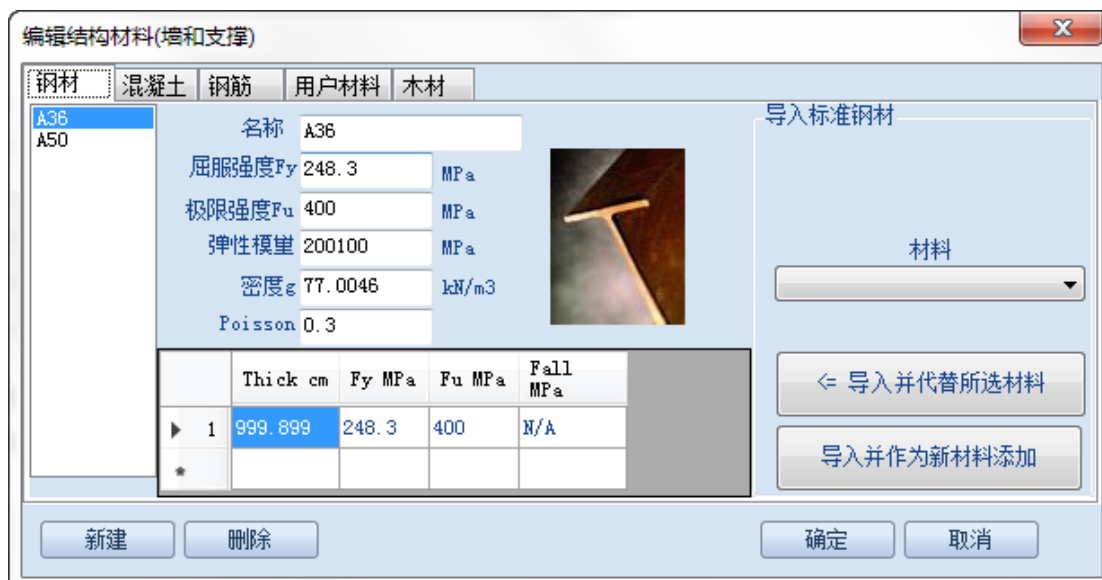 编辑结构材料(墙和支撑)
钢材 混凝土 钢筋 用户材料 木材
A36
A50
名称 A36
屈服强度Fy 248.3 MPa
极限强度Fu 400 MPa
弹性模量 200100 MPa
密度g 77.0046 kN/m3
Poisson 0.3
Thick cm Fy MPa Fu MPa Fall MPa
1 999.899 248.3 400 N/A
*
导入标准钢材
材料
<= 导入并代替所选材料
导入并作为新材料添加
新建 删除 确定 取消